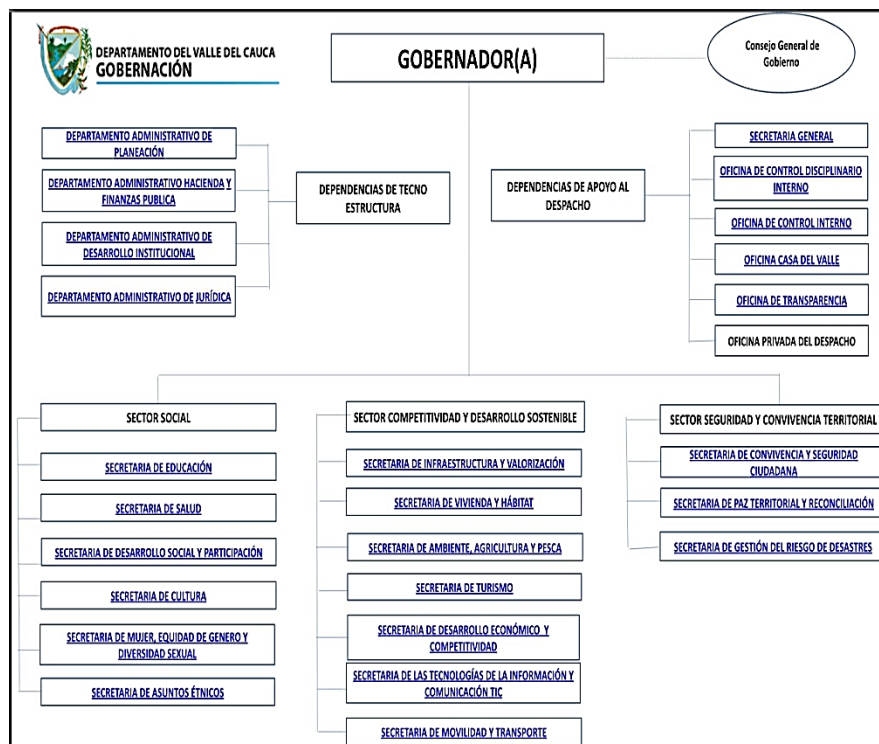 DEPARTAMENTO DEL VALLE DEL CAUCA
GOBERNACIÓN
GOBERNADOR(A)
Consejo General de
Gobierno
DEPARTAMENTO ADMINISTRATIVO DE
PLANEACIÓN
DEPARTAMENTO ADMINISTRATIVO HACIENDA Y
FINANZAS PUBLICA
DEPARTAMENTO ADMINISTRATIVO DE
DESARROLLO INSTITUCIONAL
DEPARTAMENTO ADMINISTRATIVO DE JURÍDICA
DEPENDENCIAS DE TECNO
ESTRUCTURA
DEPENDENCIAS DE APOYO AL
DESPACHO
SECRETARIA GENERAL
OFICINA DE CONTROL DISCIPLINARIO
INTERNO
OFICINA DE CONTROL INTERNO
OFICINA CASA DEL VALLE
OFICINA DE TRANSPARENCIA
OFICINA PRIVADA DEL DESPACHO
SECTOR SOCIAL
SECRETARIA DE EDUCACIÓN
SECRETARIA DE SALUD
SECRETARIA DE DESARROLLO SOCIAL Y PARTICIPACIÓN
SECRETARIA DE CULTURA
SECRETARIA DE MUJER, EQUIDAD DE GENERO Y
DIVERSIDAD SEXUAL
SECRETARIA DE ASUNTOS ÉTNICOS
SECTOR COMPETITIVIDAD Y DESARROLLO SOSTENIBLE
SECRETARIA DE INFRAESTRUCTURA Y VALORIZACIÓN
SECRETARIA DE VIVIENDA Y HÁBITAT
SECRETARIA DE AMBIENTE, AGRICULTURA Y PESCA
SECRETARIA DE TURISMO
SECRETARIA DE DESARROLLO ECONÓMICO Y
COMPETITIVIDAD
SECRETARIA DE LAS TECNOLOGÍAS DE LA INFORMACIÓN Y
COMUNICACIÓN TIC
SECRETARIA DE MOVILIDAD Y TRANSPORTE
SECTOR SEGURIDAD Y CONVIVENCIA TERRITORIAL
SECRETARIA DE CONVIVENCIA Y SEGURIDAD
CIUDADANA
SECRETARIA DE PAZ TERRITORIAL Y RECONCILIACIÓN
SECRETARIA DE GESTIÓN DEL RIESGO DE DESASTRES